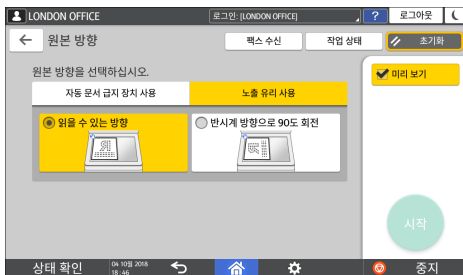 LONDON OFFICE
로그인: [LONDON OFFICE]
?
로그아웃
원본 방향
팩스 수신
작업 상태
초기화
원본 방향을 선택하십시오.
미리 보기
자동 문서 급지 장치 사용
노출 유리 사용
읽을 수 있는 방향
반시계 방향으로 90도 회전
시작
상태 확인
04 10월 2018
18:46
중지